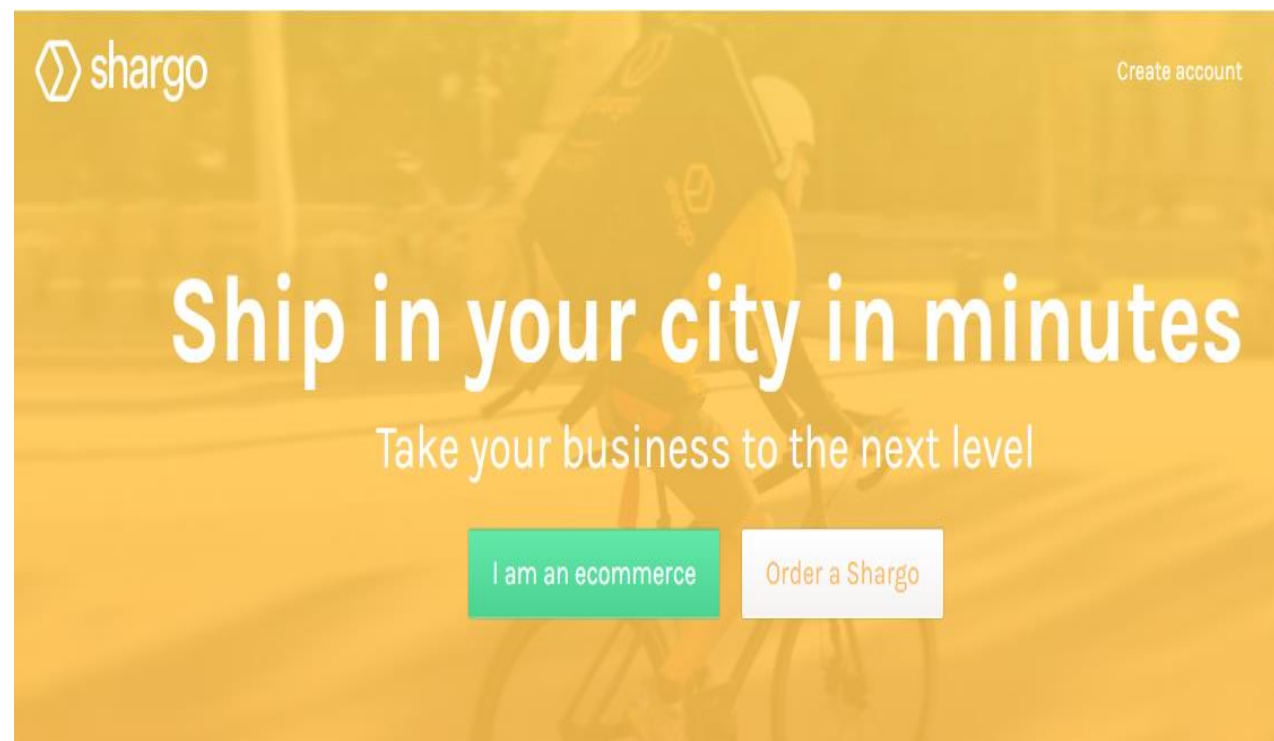 shargo
Create account
Ship in your city in minutes
Take your business to the next level
I am an ecommerce
Order a Shargo